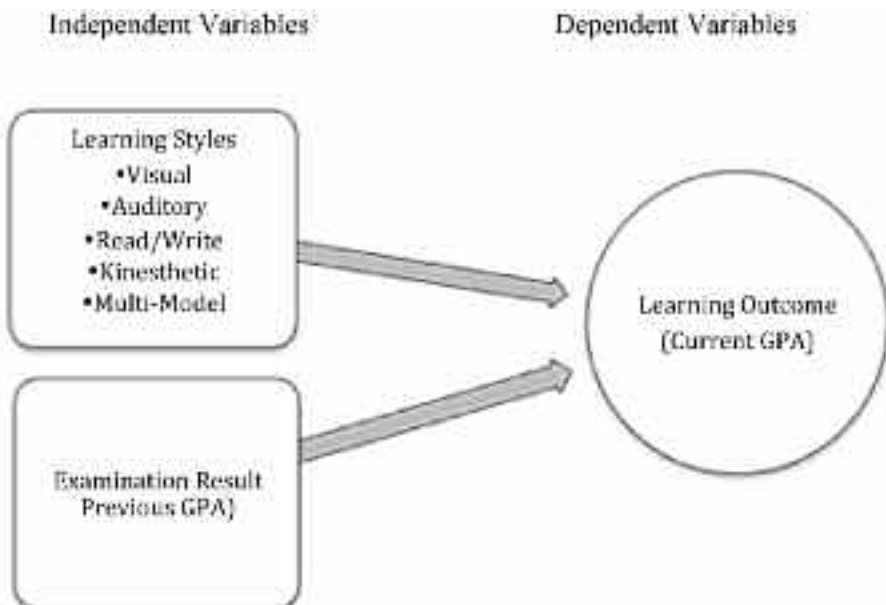 Independent Variables
Dependent Variables
Learning Styles
•Visual
•Auditory
•Read/Write
•Kinesthetic
•Multi-Model
Examination Result
Previous GPA)
Learning Outcome
(Current GPA)